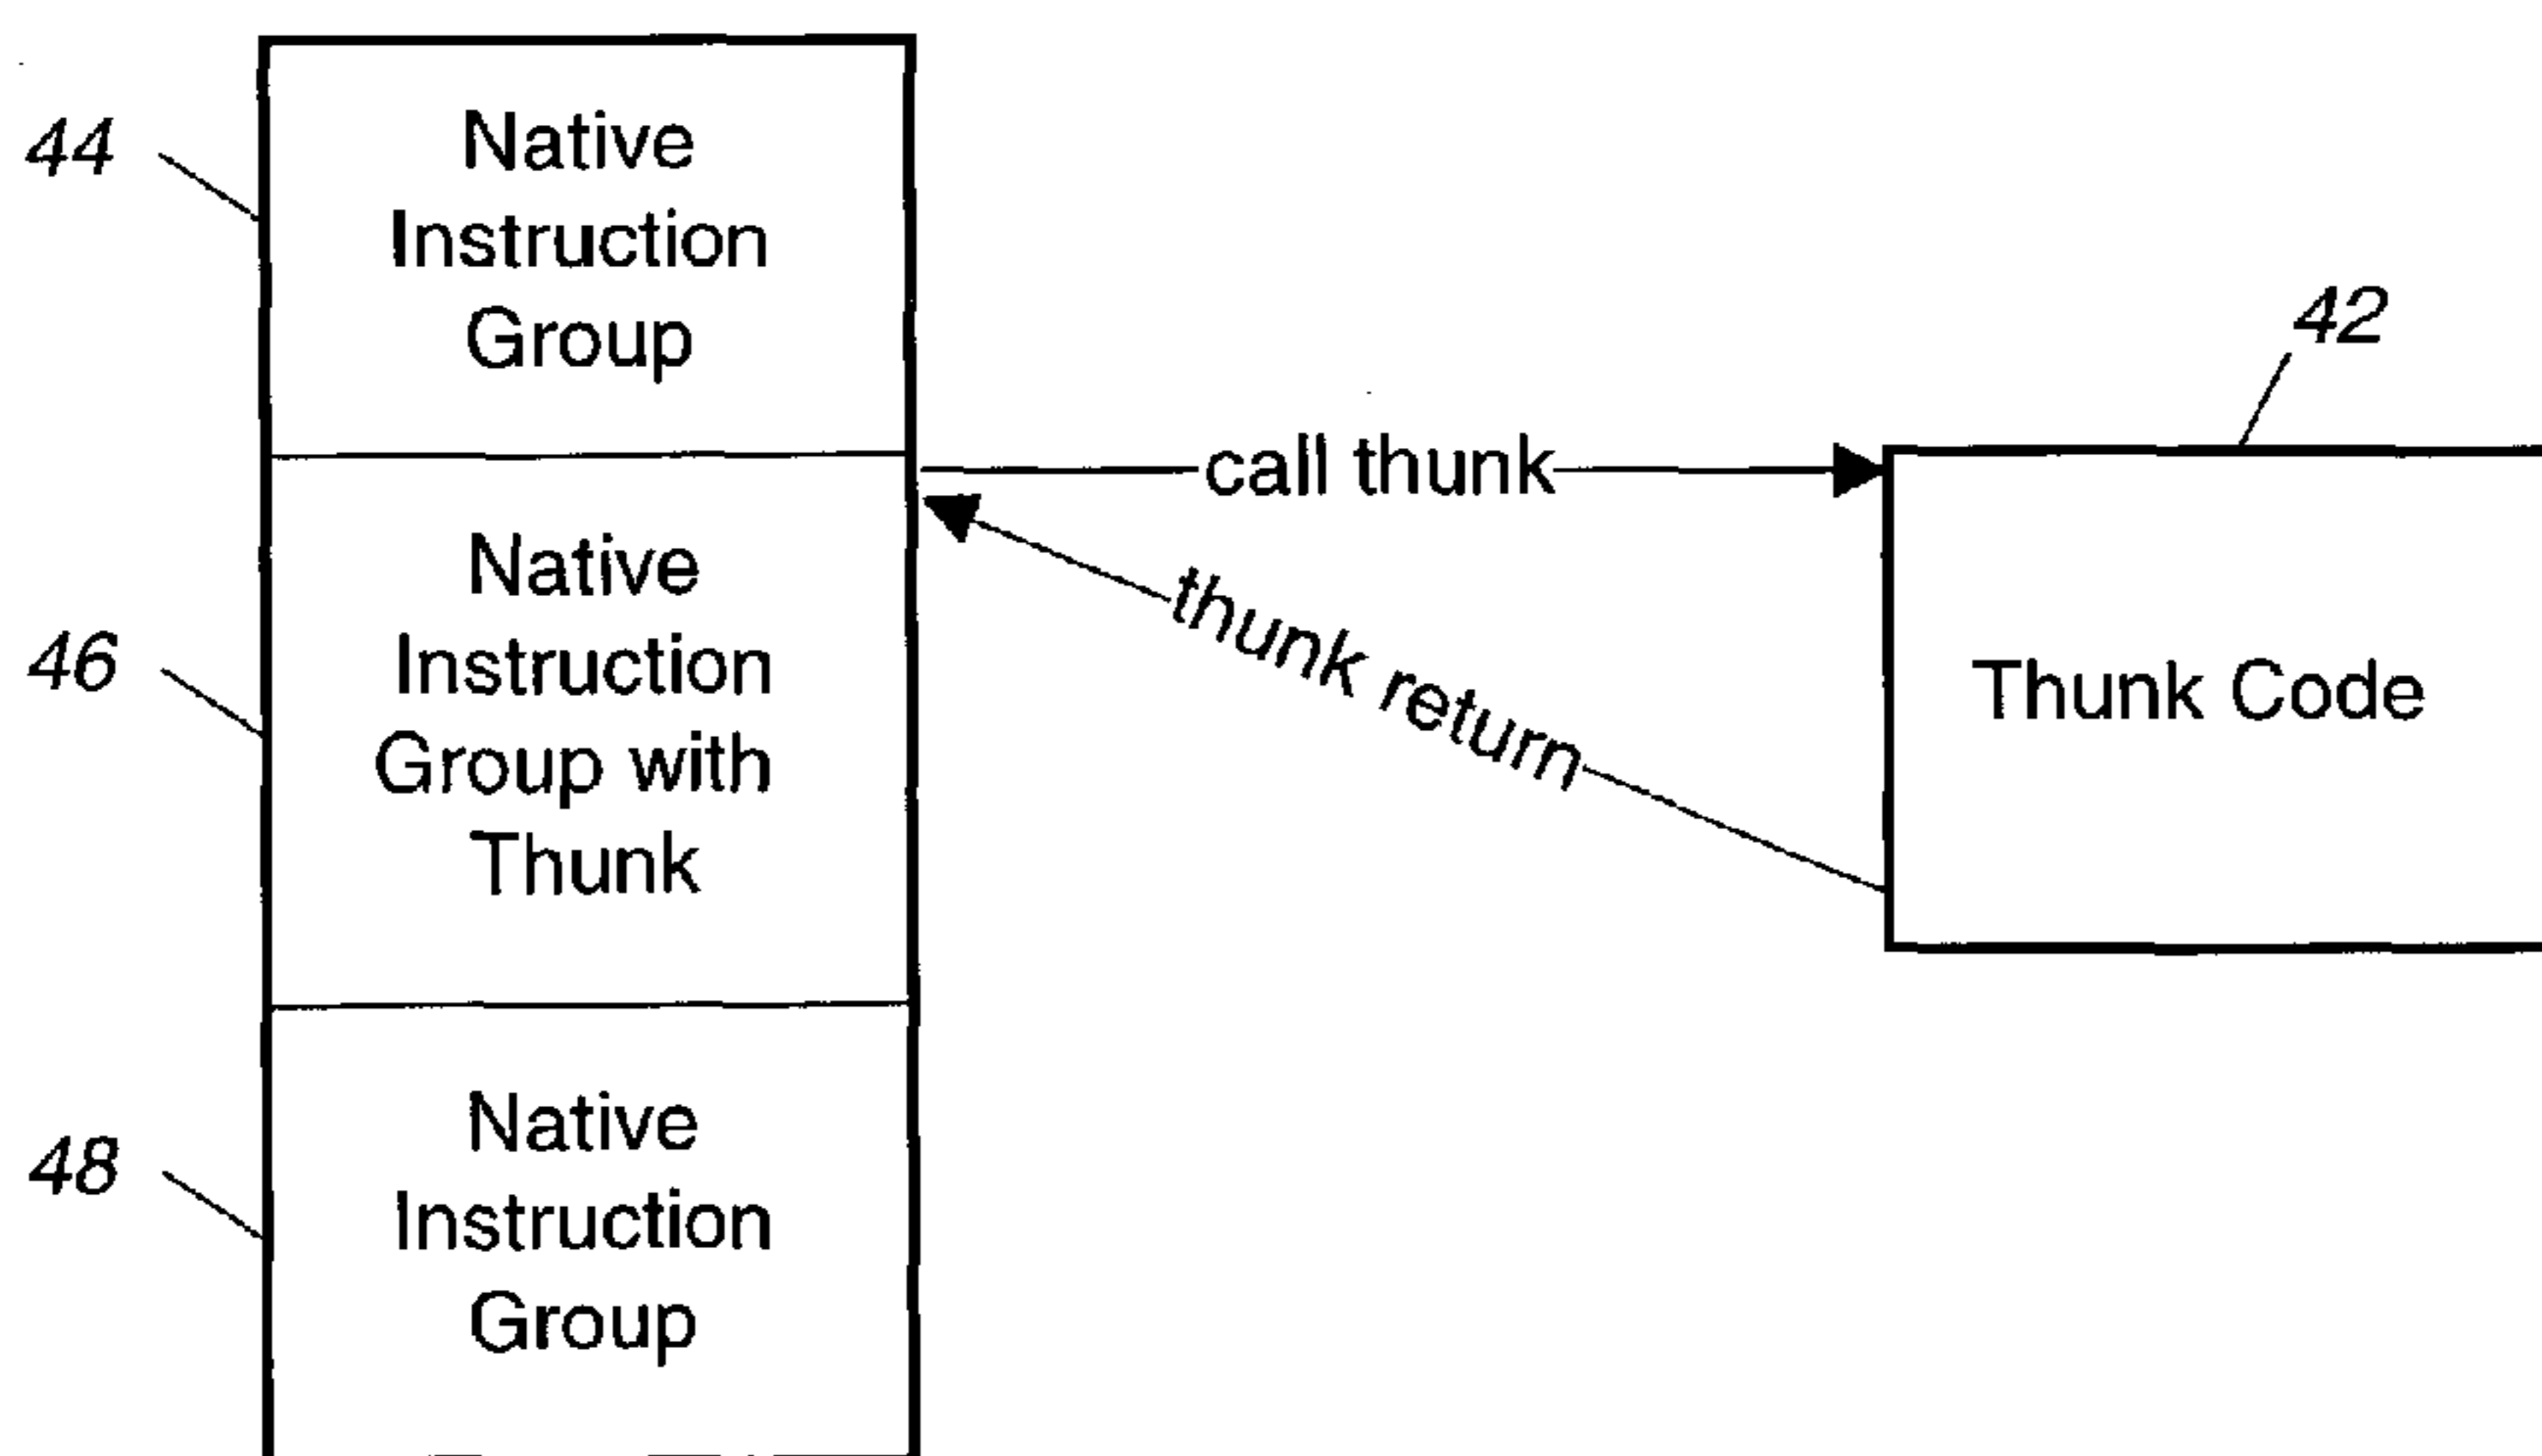 44
Native
Instruction
Group
42
call thunk
46
Native
Instruction
Group with
Thunk
thunk return
Thunk Code
48
Native
Instruction
Group